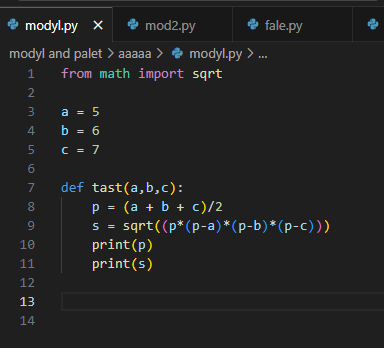 modyl.py mod2.py fale.py
modyl and palet > aaaaa > modyl.py > ...
1 from math import sqrt
2
3 a = 5
4 b = 6
5 c = 7
6
7 def tast(a,b,c):
8 p = (a + b + c)/2
9 s = sqrt((p*(p-a)*(p-b)*(p-c)))
10 print(p)
11 print(s)
12
13
14